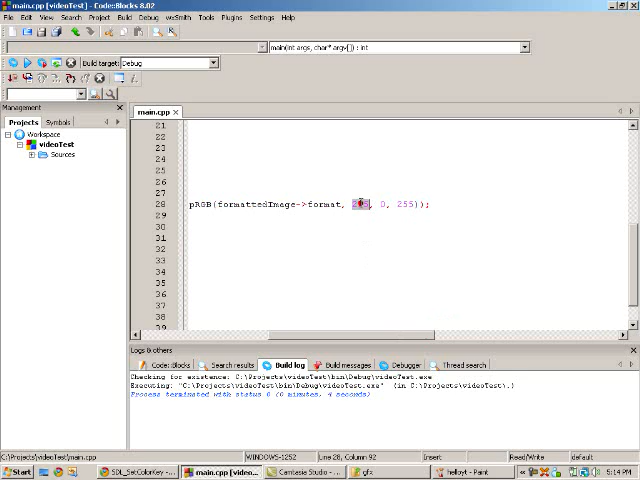 main.cpp [videoTest] - Code::Blocks 8.02
File Edit View Search Project Build Debug wxSmith Tools Plugins Settings Help
main(int args, char* argv[]) : int
Build target: Debug
Management
Projects Symbols
Workspace
videoTest
Sources
main.cpp
21
22
23
24
25
26
27
28 pRGB(formattedImage->format, 255, 0, 255));
29
30
31
32
33
34
35
36
37
38
39
Logs & others
Code::Blocks Search results Build log Build messages Debugger Thread search
Checking for existence: C:\Projects\videoTest\bin\Debug\videoTest.exe
Executing: "C:\Projects\videoTest\bin\Debug\videoTest.exe" (in C:\Projects\videoTest\.)
Process terminated with status 0 (0 minutes, 4 seconds)
C:\Projects\videoTest\main.cpp WINDOWS-1252 Line 28, Column 92 Insert Read/Write default
Start SDL_SetColorKey - ... main.cpp [video... Camtasia Studio - ... gfx helloyt - Paint 5:14 PM